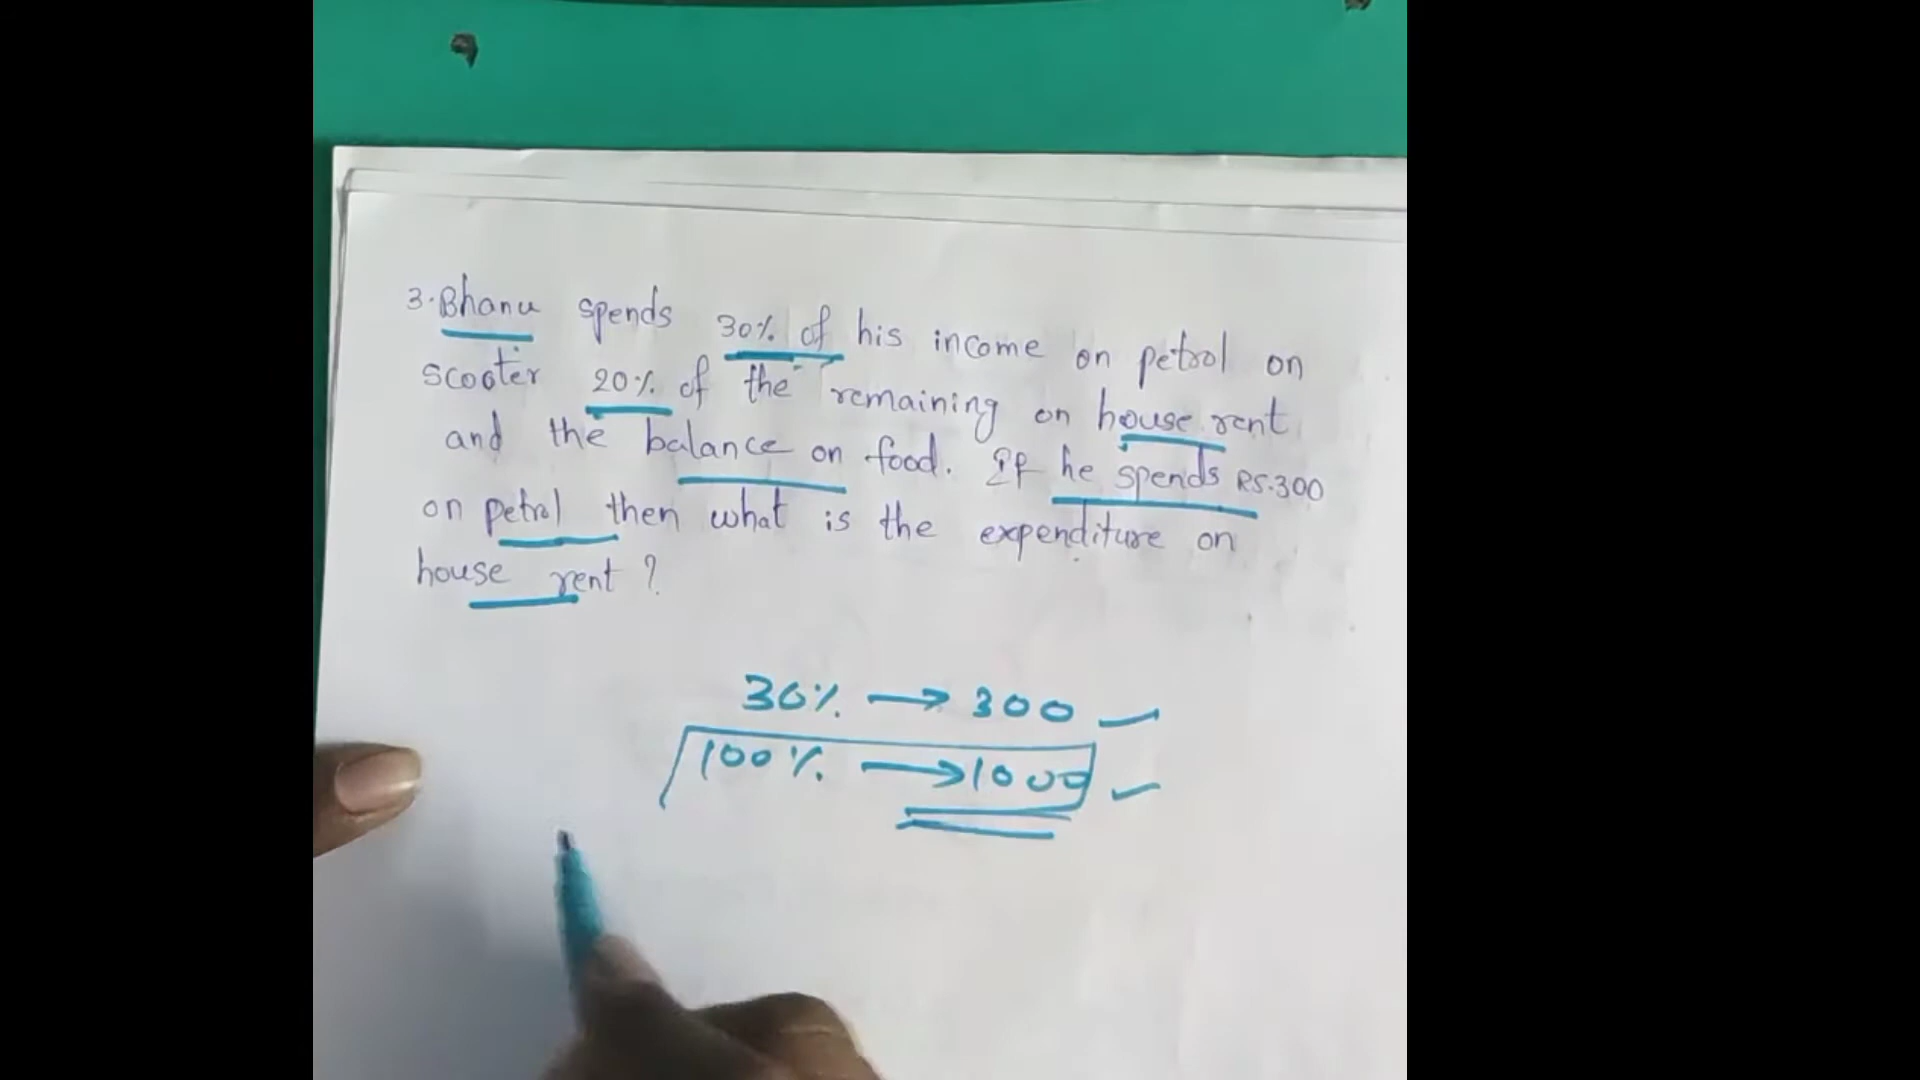 3. Bhanu spends 30% of his income on petrol on
scooter 20% of the remaining on house rent
and the balance on food. If he spends RS.300
on petrol then what is the expenditure on
house rent ?
30% → 300
100% → 1000